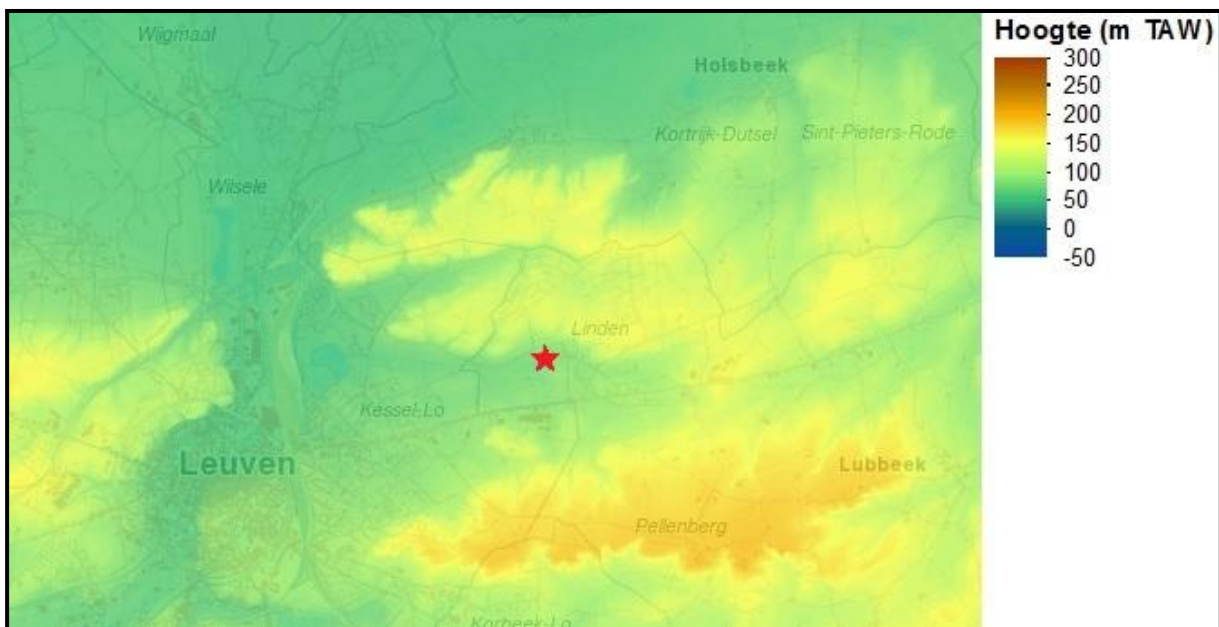 Wijgmaal
Holsbeek
Kortrijk-Dutsel
Sint-Pieters-Rode
Wilsele
Linden
Kessel-Lo
Leuven
Lubbeek
Pellenberg
Korbeek-Lo
Hoogte (m TAW)
300
250
200
150
100
50
0
-50